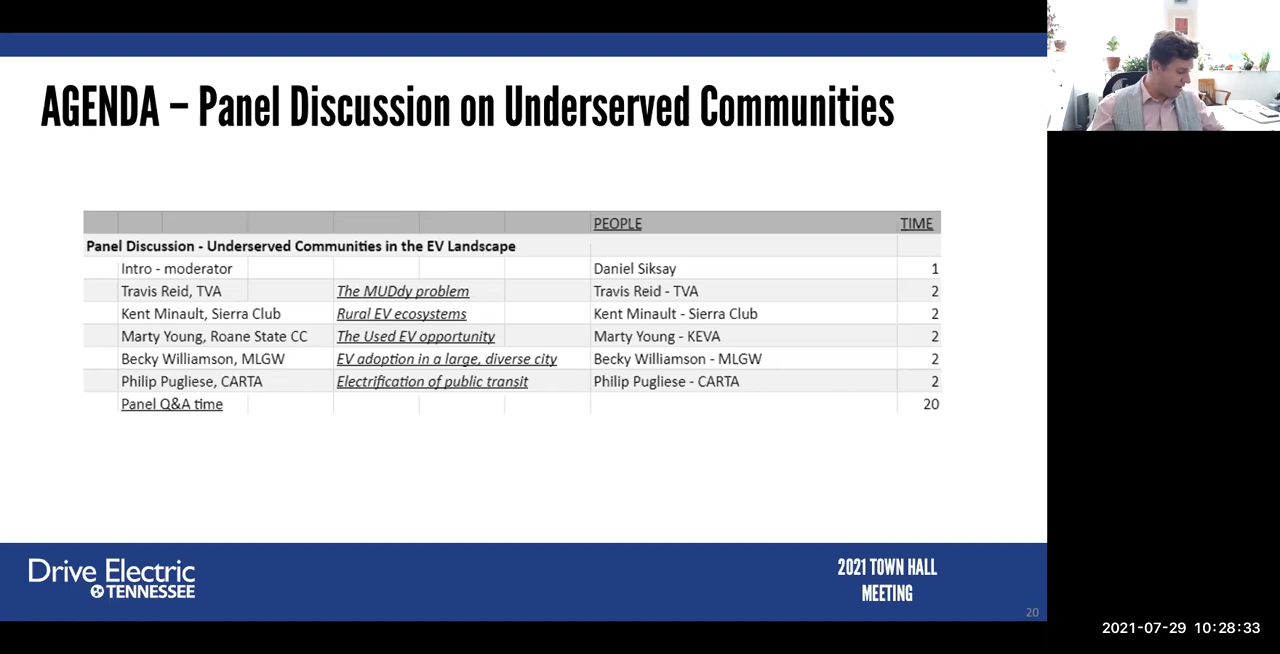 AGENDA – Panel Discussion on Underserved Communities
PEOPLE TIME
Panel Discussion - Underserved Communities in the EV Landscape
Intro - moderator Daniel Siksay 1
Travis Reid, TVA The MUDdy problem Travis Reid - TVA 2
Kent Minault, Sierra Club Rural EV ecosystems Kent Minault - Sierra Club 2
Marty Young, Roane State CC The Used EV opportunity Marty Young - KEVA 2
Becky Williamson, MLGW EV adoption in a large, diverse city Becky Williamson - MLGW 2
Philip Pugliese, CARTA Electrification of public transit Philip Pugliese - CARTA 2
Panel Q&A time 20
Drive Electric
TENNESSEE
2021 TOWN HALL
MEETING
20
2021-07-29 10:28:33